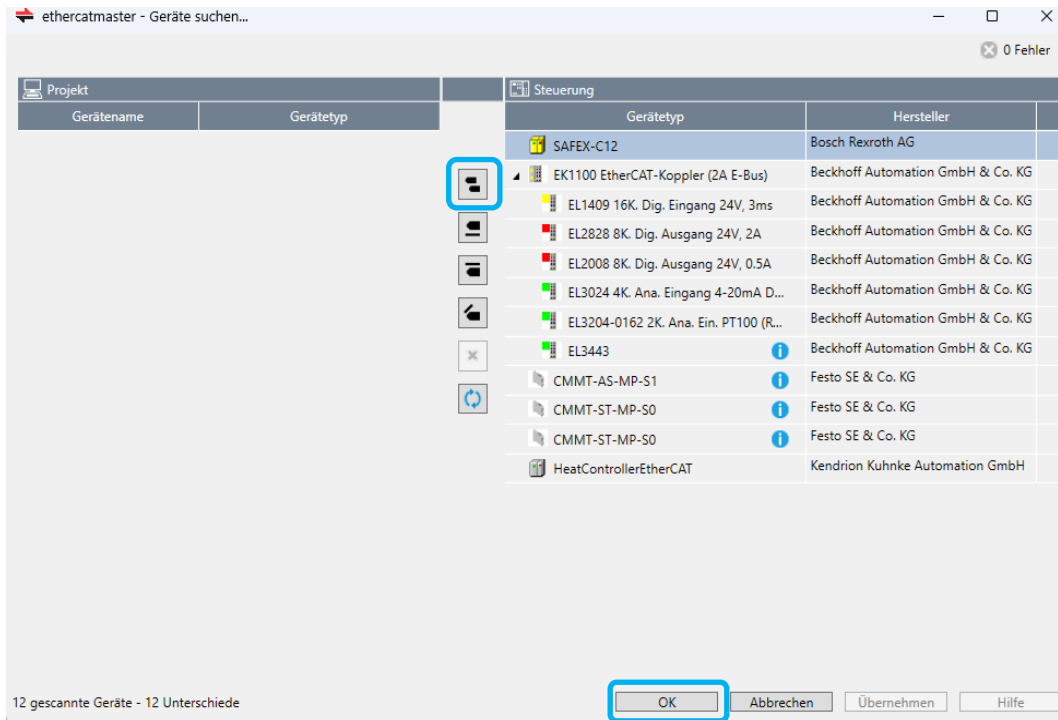 ethercatmaster - Geräte suchen...
0 Fehler
Projekt
Steuerung
Gerätename Gerätetyp
Gerätetyp Hersteller
SAFEX-C12 Bosch Rexroth AG
EK1100 EtherCAT-Koppler (2A E-Bus) Beckhoff Automation GmbH & Co. KG
EL1409 16K. Dig. Eingang 24V, 3ms Beckhoff Automation GmbH & Co. KG
EL2828 8K. Dig. Ausgang 24V, 2A Beckhoff Automation GmbH & Co. KG
EL2008 8K. Dig. Ausgang 24V, 0.5A Beckhoff Automation GmbH & Co. KG
EL3024 4K. Ana. Eingang 4-20mA D... Beckhoff Automation GmbH & Co. KG
EL3204-0162 2K. Ana. Ein. PT100 (R... Beckhoff Automation GmbH & Co. KG
EL3443 Beckhoff Automation GmbH & Co. KG
CMMT-AS-MP-S1 Festo SE & Co. KG
CMMT-ST-MP-S0 Festo SE & Co. KG
CMMT-ST-MP-S0 Festo SE & Co. KG
HeatControllerEtherCAT Kendrion Kuhnke Automation GmbH
12 gescannte Geräte - 12 Unterschiede
OK Abbrechen Übernehmen Hilfe